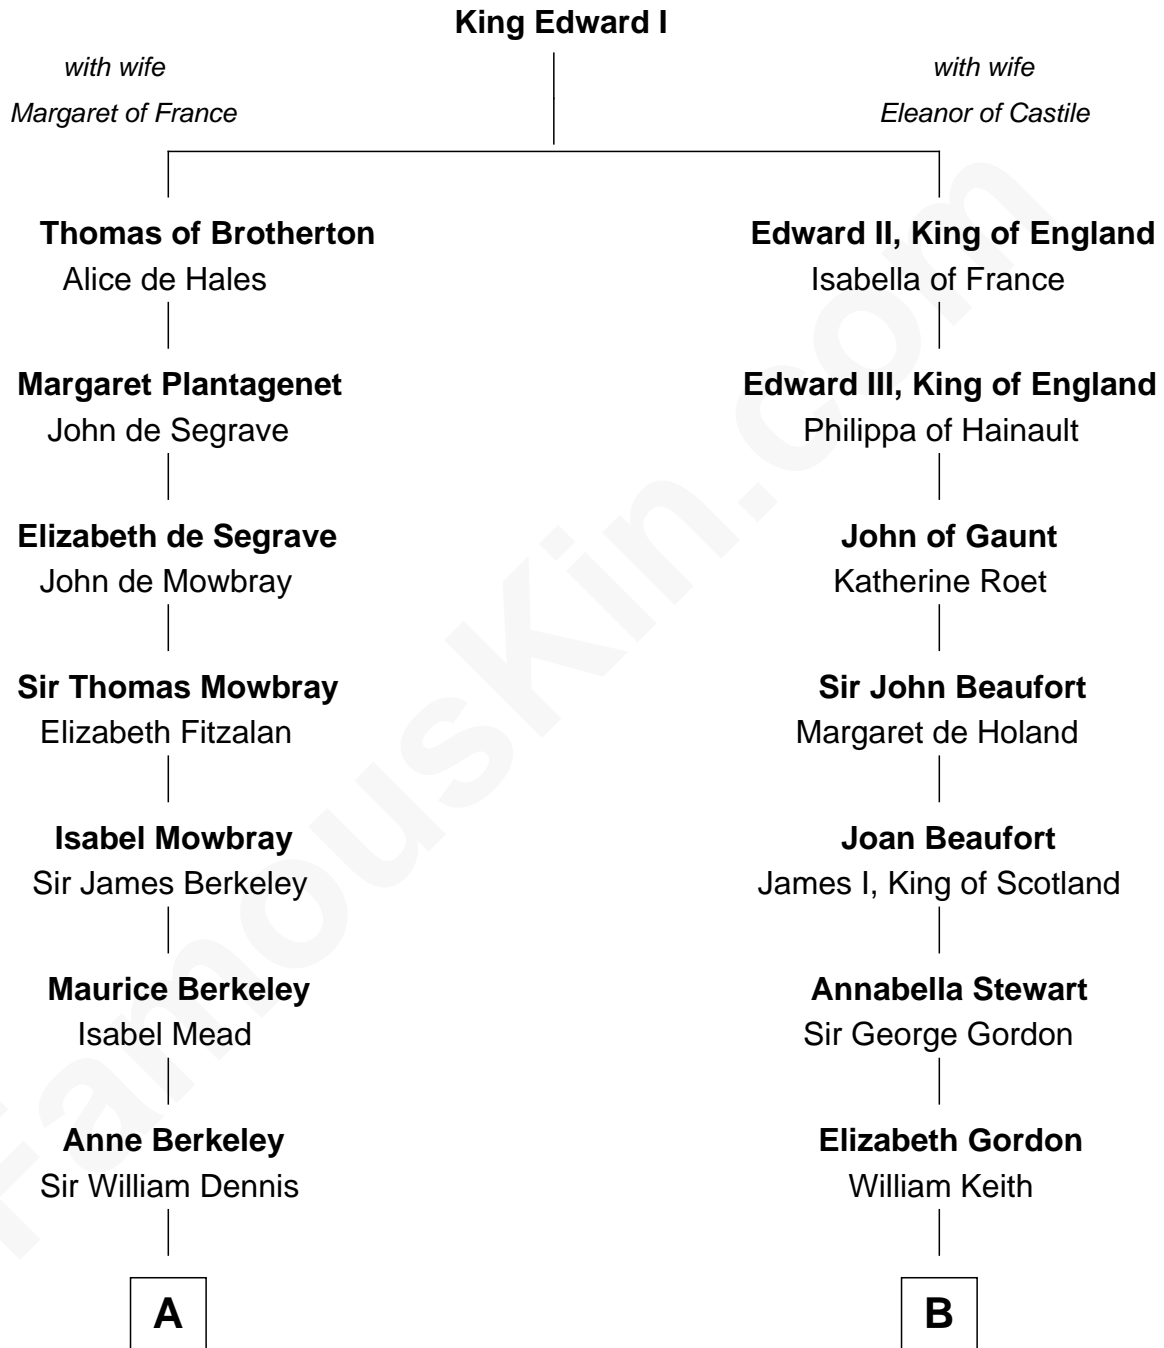 King Edward I
with wife
Margaret of France
with wife
Eleanor of Castile
Thomas of Brotherton
Alice de Hales
Margaret Plantagenet
John de Segrave
Elizabeth de Segrave
John de Mowbray
Sir Thomas Mowbray
Elizabeth Fitzalan
Isabel Mowbray
Sir James Berkeley
Maurice Berkeley
Isabel Mead
Anne Berkeley
Sir William Dennis
A
Edward II, King of England
Isabella of France
Edward III, King of England
Philippa of Hainault
John of Gaunt
Katherine Roet
Sir John Beaufort
Margaret de Holand
Joan Beaufort
James I, King of Scotland
Annabella Stewart
Sir George Gordon
Elizabeth Gordon
William Keith
B
FamousKin.com